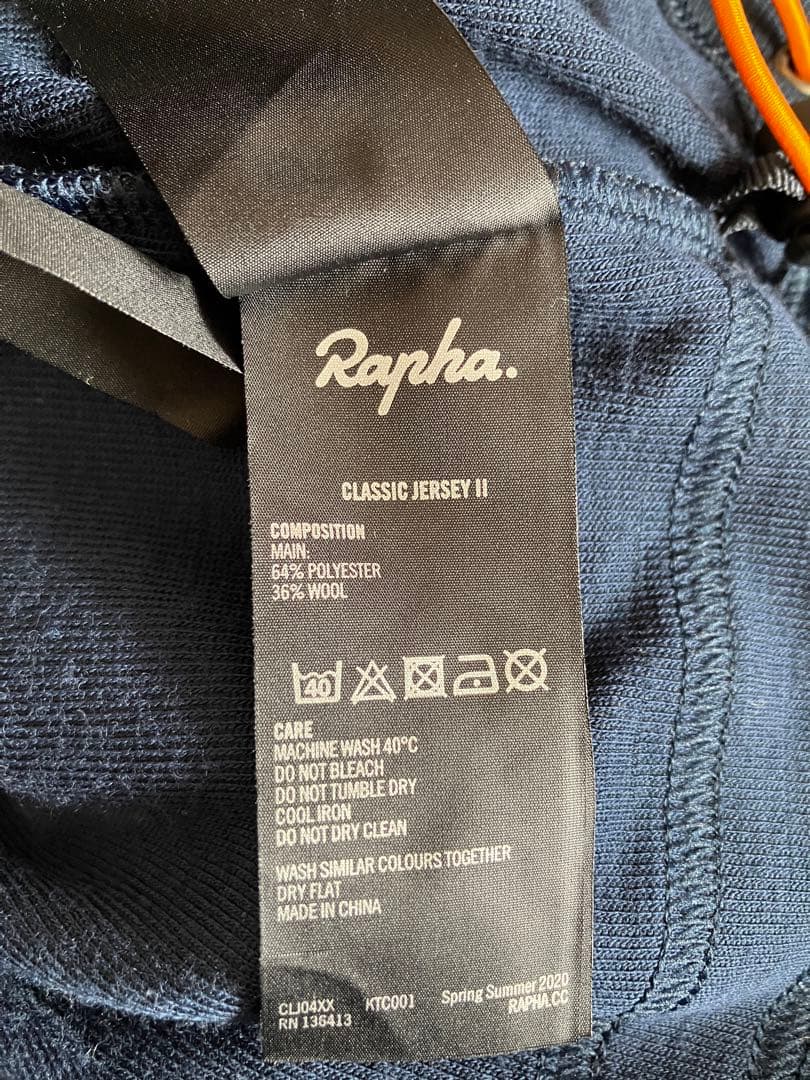 Rapha.
CLASSIC JERSEY II
COMPOSITION
MAIN:
64% POLYESTER
36% WOOL
40
CARE
MACHINE WASH 40°C
DO NOT BLEACH
DO NOT TUMBLE DRY
COOL IRON
DO NOT DRY CLEAN
WASH SIMILAR COLOURS TOGETHER
DRY FLAT
MADE IN CHINA
CLJ04XX KTC001 Spring Summer 2020
RN 136413 RAPHA.CC